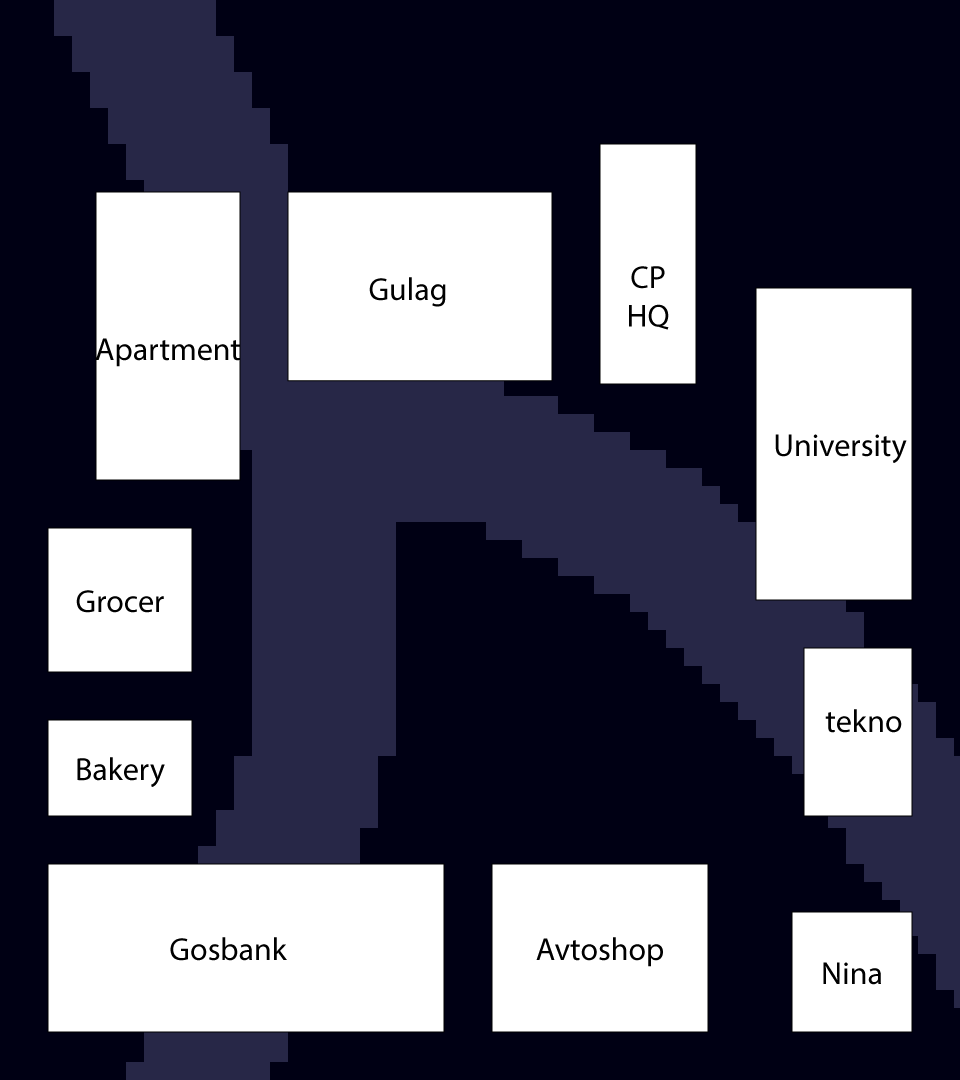 Apartment
Gulag
CP
HQ
University
Grocer
tekno
Bakery
Gosbank
Avtoshop
Nina